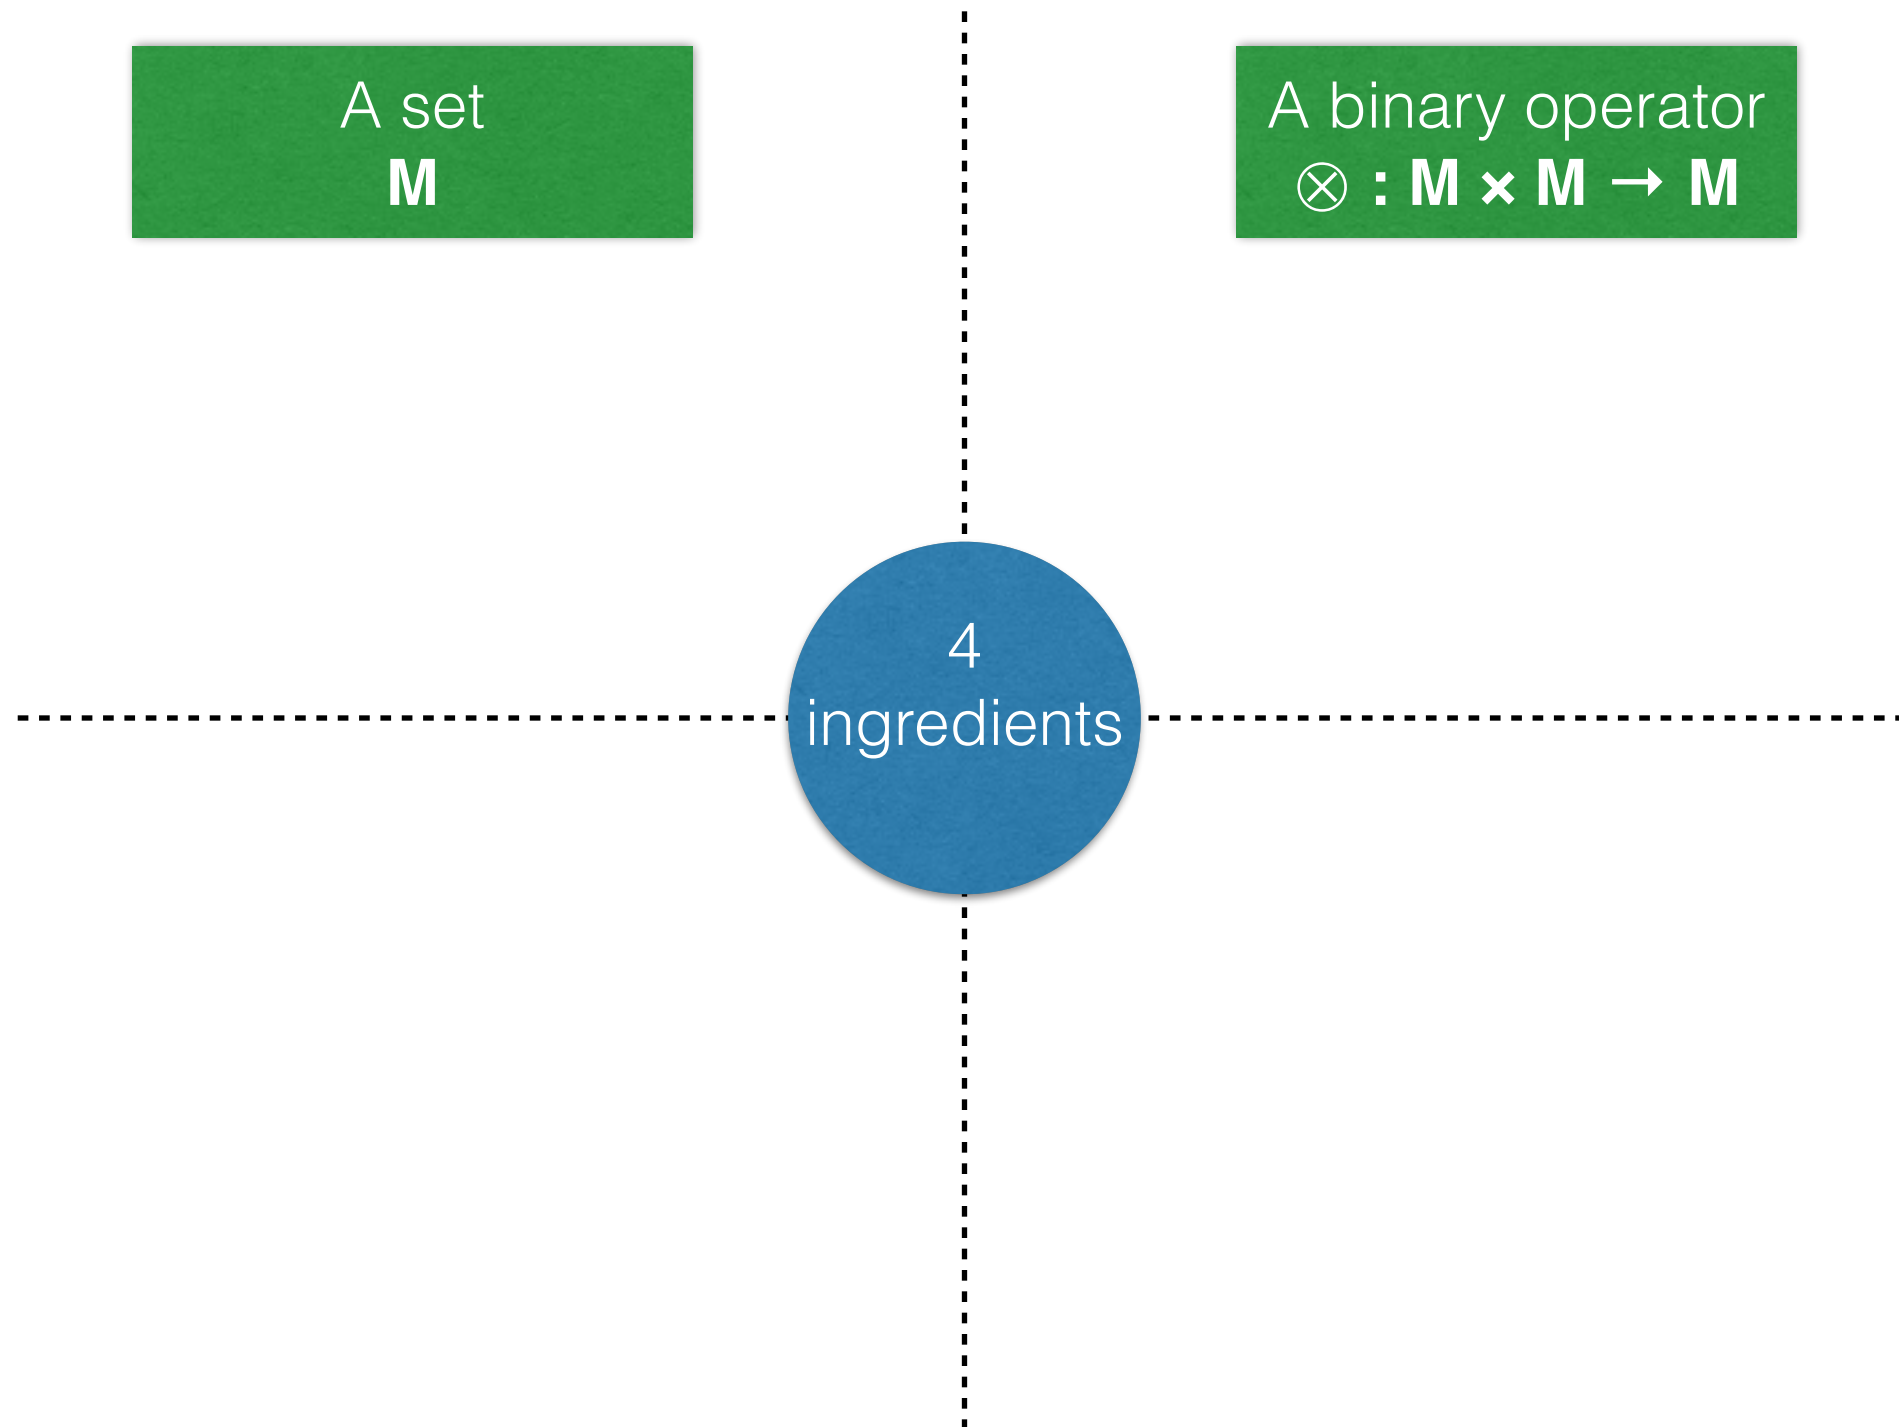 A set
M
A binary operator
⊗ : M × M → M
4
ingredients